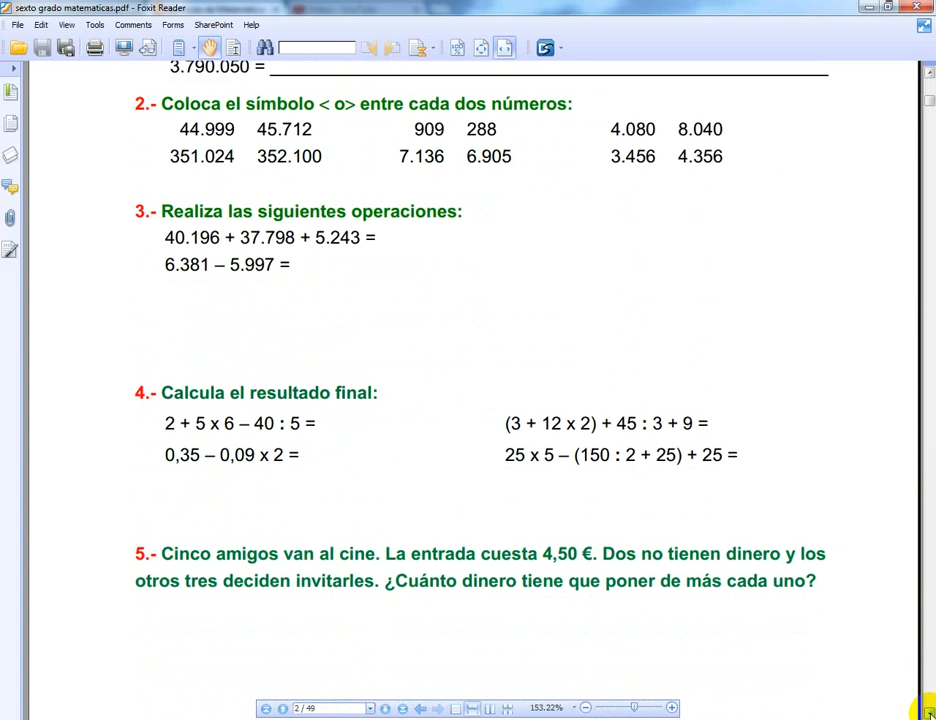 sexto grado matematicas.pdf - Foxit Reader
File Edit View Tools Comments Forms SharePoint Help
3.790.050 =
2.- Coloca el símbolo < o> entre cada dos números:
44.999 45.712 909 288 4.080 8.040
351.024 352.100 7.136 6.905 3.456 4.356
3.- Realiza las siguientes operaciones:
40.196 + 37.798 + 5.243 =
6.381 – 5.997 =
4.- Calcula el resultado final:
2 + 5 x 6 – 40 : 5 = (3 + 12 x 2) + 45 : 3 + 9 =
0,35 – 0,09 x 2 = 25 x 5 – (150 : 2 + 25) + 25 =
5.- Cinco amigos van al cine. La entrada cuesta 4,50 €. Dos no tienen dinero y los
otros tres deciden invitarles. ¿Cuánto dinero tiene que poner de más cada uno?
2 / 49 153.22%